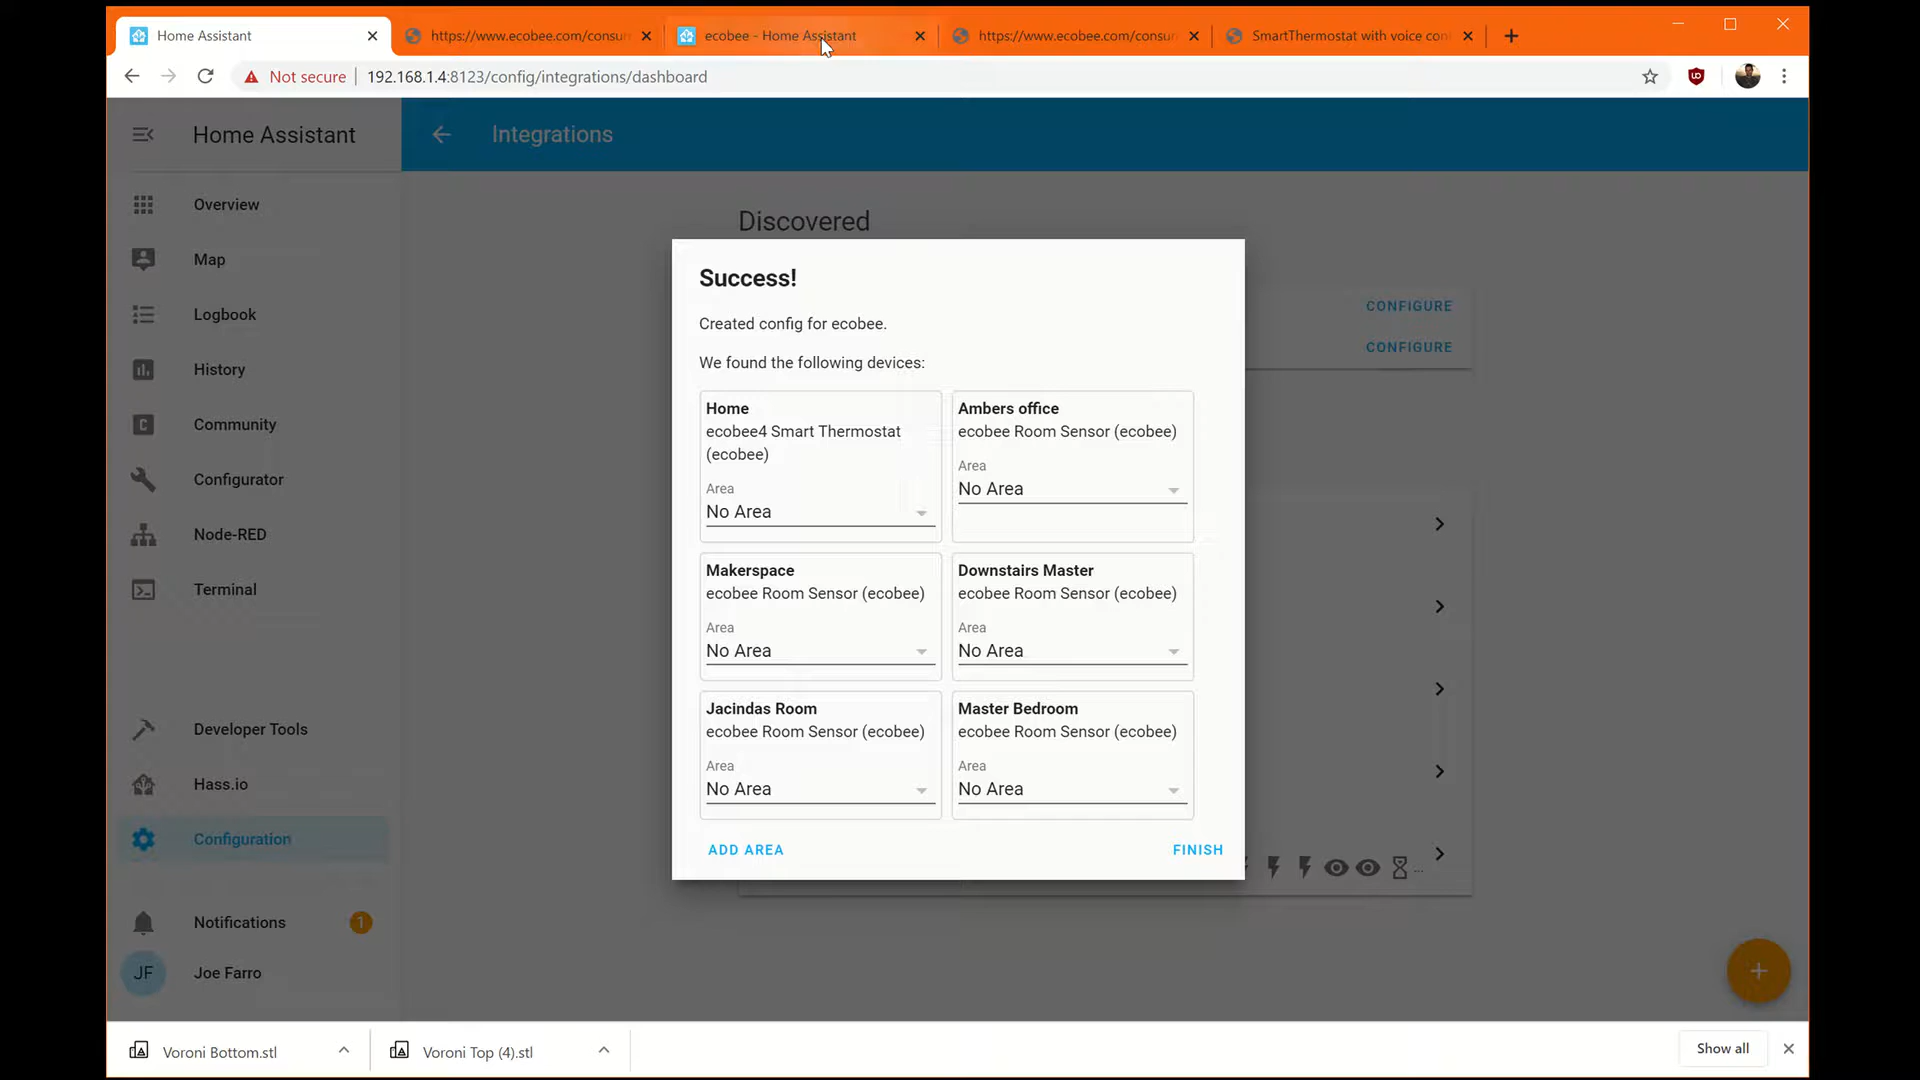 Home Assistant
https://www.ecobee.com/consum
ecobee - Home Assistant
https://www.ecobee.com/consum
SmartThermostat with voice cont
Not secure
192.168.1.4:8123/config/integrations/dashboard
Home Assistant
Integrations
Overview
Map
Logbook
History
Community
Configurator
Node-RED
Terminal
Developer Tools
Hass.io
Configuration
Notifications
1
JF
Joe Farro
Discovered
CONFIGURE
CONFIGURE
Success!
Created config for ecobee.
We found the following devices:
Home
ecobee4 Smart Thermostat
(ecobee)
Area
No Area
Ambers office
ecobee Room Sensor (ecobee)
Area
No Area
Makerspace
ecobee Room Sensor (ecobee)
Area
No Area
Downstairs Master
ecobee Room Sensor (ecobee)
Area
No Area
Jacindas Room
ecobee Room Sensor (ecobee)
Area
No Area
Master Bedroom
ecobee Room Sensor (ecobee)
Area
No Area
ADD AREA
FINISH
...
Voroni Bottom.stl
Voroni Top (4).stl
Show all